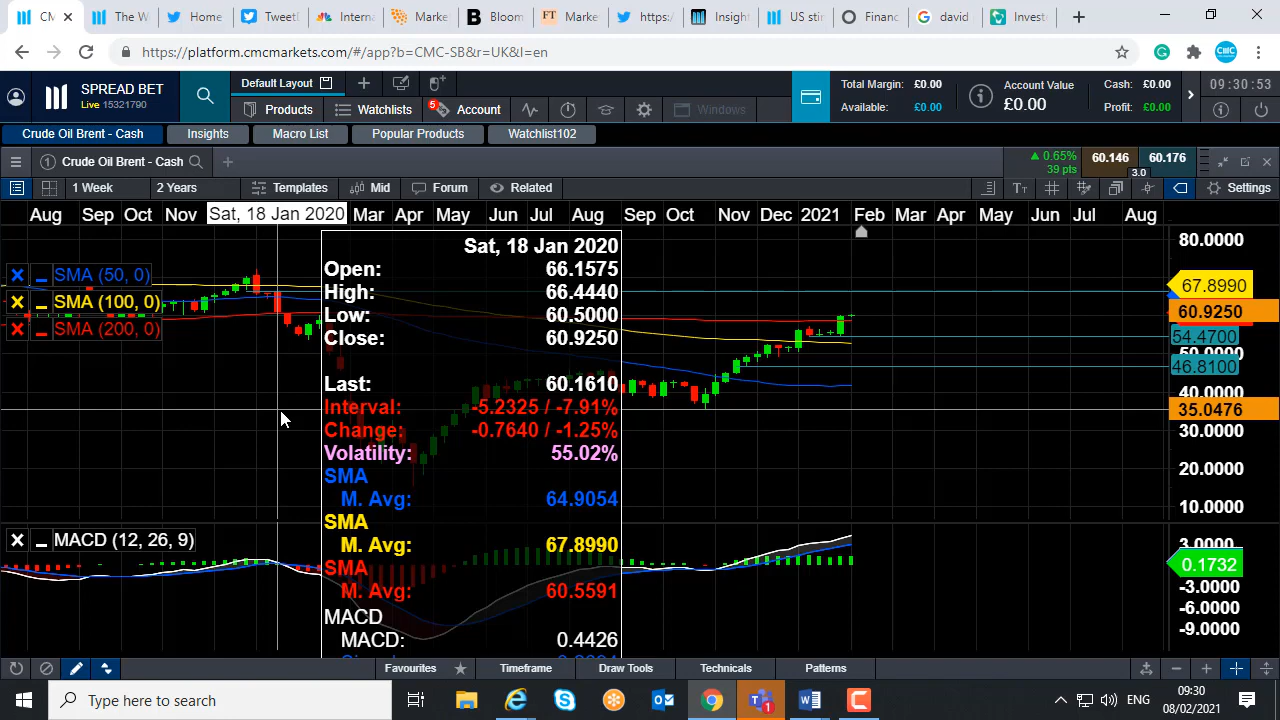 CM
The W
Home
Tweetl
Interna
Marke
Bloom
FT
Marke
https:/
Insight
US stir
Financ
david
Investo
https://platform.cmcmarkets.com/#/app?b=CMC-SB&r=UK&l=en
CMC
SPREAD BET
Live 15321790
Default Layout
Products
Watchlists
5
Account
Windows
Total Margin: £0.00
Available: £0.00
Account Value
£0.00
Cash: £0.00
Profit: £0.00
09:30:53
Crude Oil Brent - Cash
Insights
Macro List
Popular Products
Watchlist102
1
Crude Oil Brent - Cash
0.65%
39 pts
60.146
60.176
3.0
1 Week
2 Years
Templates
Mid
Forum
Related
Settings
Aug Sep Oct Nov Sat, 18 Jan 2020 Mar Apr May Jun Jul Aug Sep Oct Nov Dec 2021 Feb Mar Apr May Jun Jul Aug
SMA (50, 0)
SMA (100, 0)
SMA (200, 0)
Sat, 18 Jan 2020
Open: 66.1575
High: 66.4440
Low: 60.5000
Close: 60.9250
Last: 60.1610
Interval: -5.2325 / -7.91%
Change: -0.7640 / -1.25%
Volatility: 55.02%
SMA
M. Avg: 64.9054
SMA
M. Avg: 67.8990
SMA
M. Avg: 60.5591
MACD
MACD: 0.4426
80.0000
67.8990
60.9250
54.4700
50.0000
46.8100
40.0000
35.0476
30.0000
20.0000
10.0000
MACD (12, 26, 9)
3.0000
0.1732
-3.0000
-6.0000
-9.0000
Favourites
Timeframe
Draw Tools
Technicals
Patterns
Type here to search
1
ENG
09:30
08/02/2021